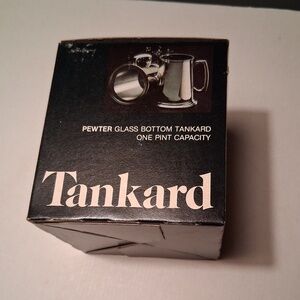 PEWTER GLASS BOTTOM TANKARD
ONE PINT CAPACITY
Tankard